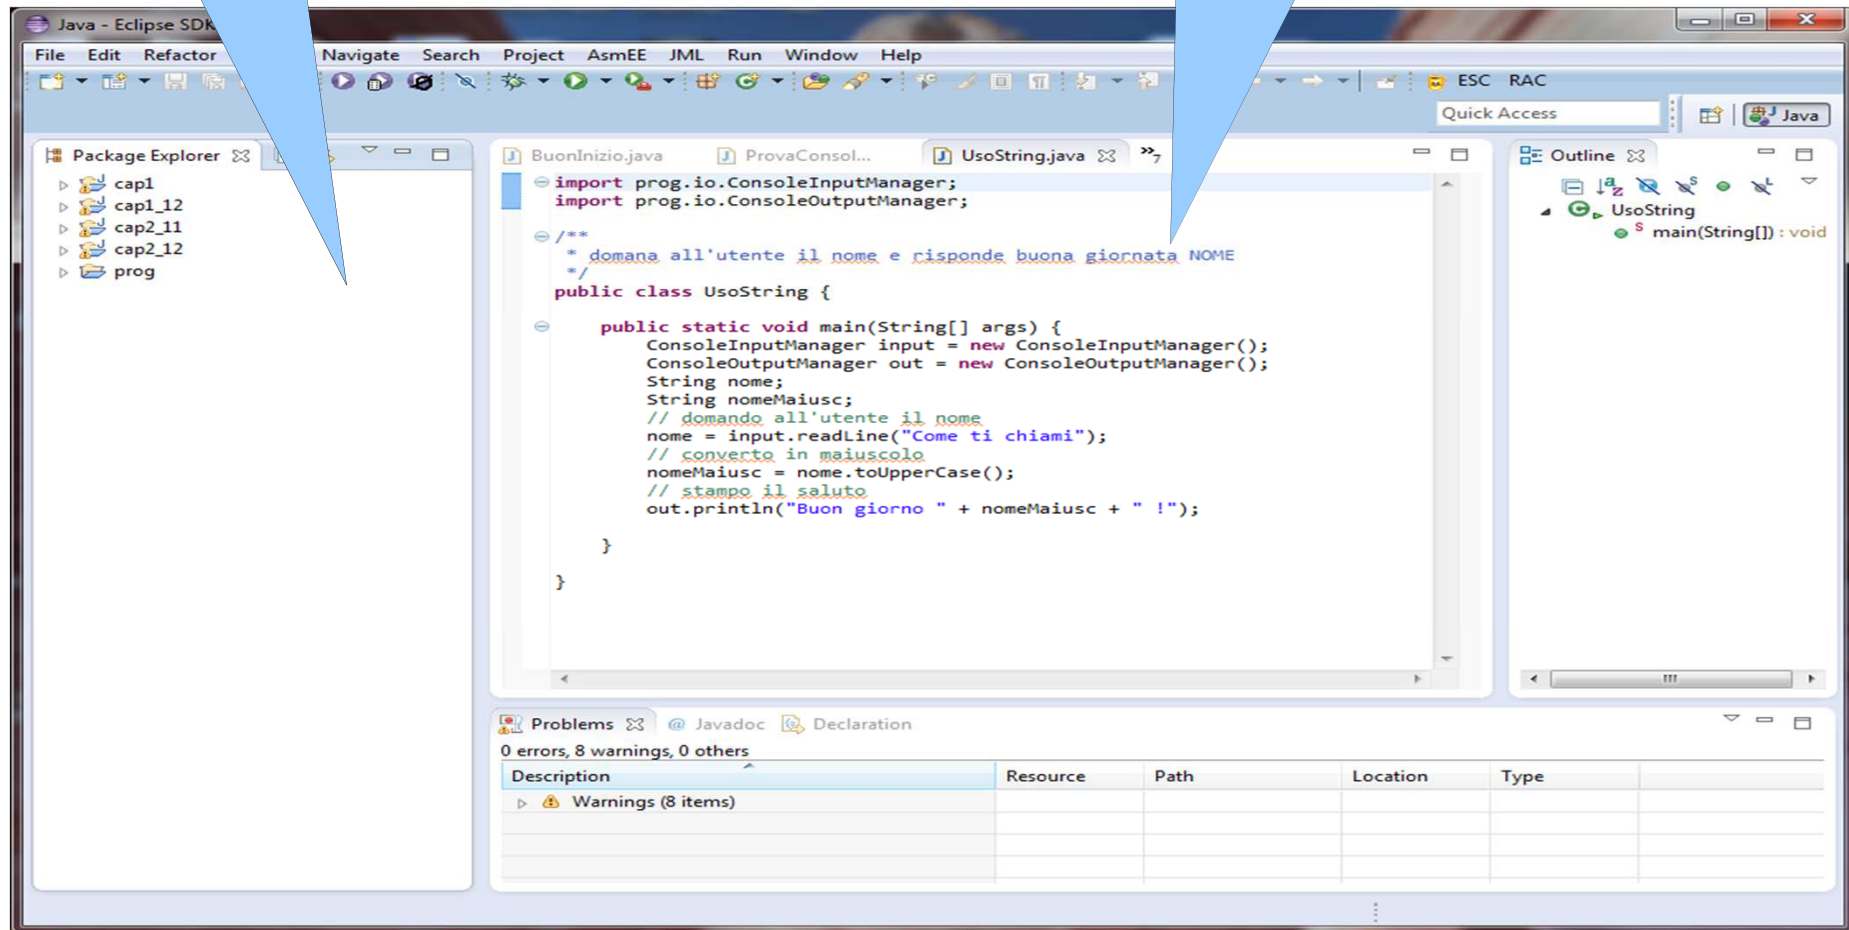 Java - Eclipse SDK
File Edit Refactor Navigate Search Project AsmEE JML Run Window Help
ESC RAC
Quick Access
Java
Package Explorer
cap1
cap1_12
cap2_11
cap2_12
prog
BuonInizio.java ProvaConsol... UsoString.java »7
import prog.io.ConsoleInputManager;
import prog.io.ConsoleOutputManager;
/**
* domana all'utente il nome e risponde buona giornata NOME
*/
public class UsoString {
public static void main(String[] args) {
ConsoleInputManager input = new ConsoleInputManager();
ConsoleOutputManager out = new ConsoleOutputManager();
String nome;
String nomeMaiusc;
// domando all'utente il nome
nome = input.readLine("Come ti chiami");
// converto in maiuscolo
nomeMaiusc = nome.toUpperCase();
// stampo il saluto
out.println("Buon giorno " + nomeMaiusc + " !");
}
}
Outline
UsoString
main(String[]) : void
Problems @ Javadoc Declaration
0 errors, 8 warnings, 0 others
Description Resource Path Location Type
Warnings (8 items)